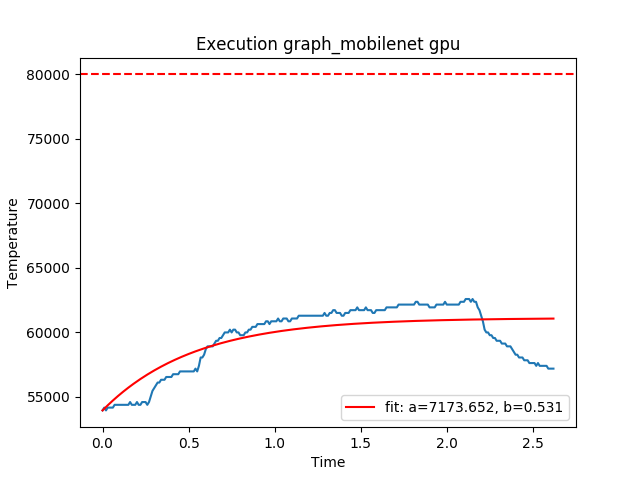 Execution graph_mobilenet gpu
80000
75000
70000
65000
60000
55000
Temperature
fit: a=7173.652, b=0.531
0.0 0.5 1.0 1.5 2.0 2.5
Time